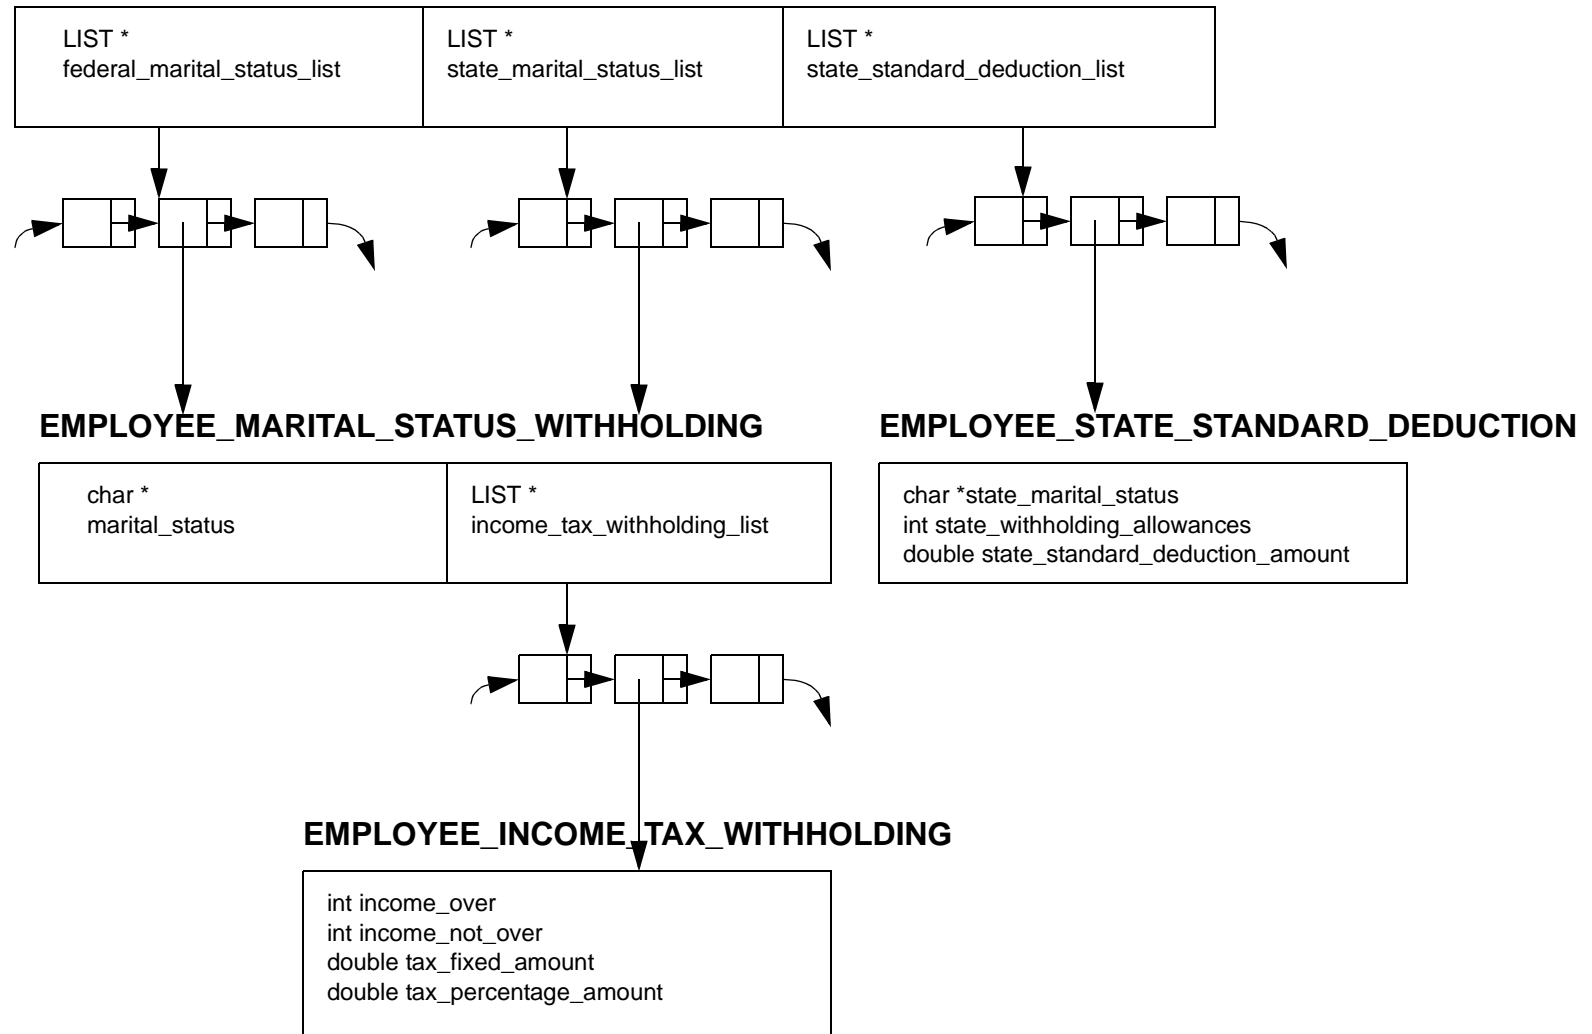 LIST *
federal_marital_status_list
LIST *
state_marital_status_list
LIST *
state_standard_deduction_list
EMPLOYEE_MARITAL_STATUS_WITHHOLDING
EMPLOYEE_STATE_STANDARD_DEDUCTION
char *
marital_status
LIST *
income_tax_withholding_list
char *state_marital_status
int state_withholding_allowances
double state_standard_deduction_amount
EMPLOYEE_INCOME_TAX_WITHHOLDING
int income_over
int income_not_over
double tax_fixed_amount
double tax_percentage_amount